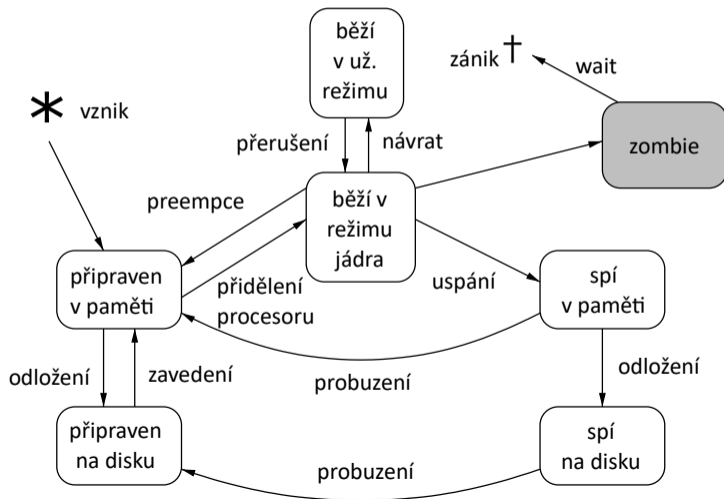 běží
v už.
režimu
zánik †
wait
* vznik
zombie
přerušení
návrat
preempce
běží v
režimu
jádra
připraven
v paměti
přidělení
procesoru
uspání
spí
v paměti
odložení
zavedení
probuzení
odložení
připraven
na disku
probuzení
spí
na disku